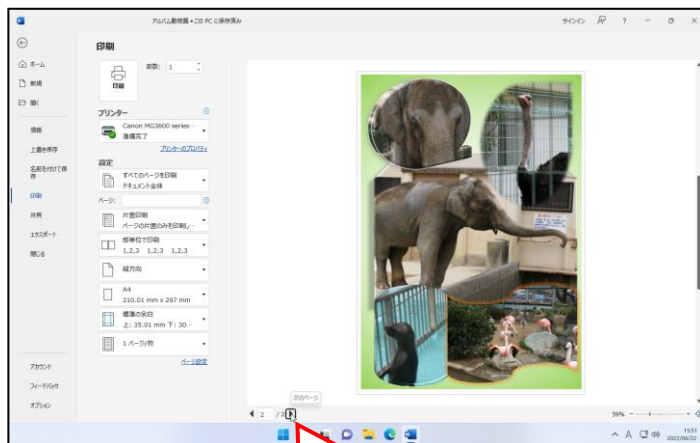 アルバム動物園 • この PC に保存済み
サインイン
?
印刷
ホーム
新規
開く
情報
上書き保存
名前を付けて保存
印刷
共有
エクスポート
閉じる
アカウント
フィードバック
オプション
印刷
部数: 1
プリンター
Canon MG3600 series
準備完了
プリンターのプロパティ
設定
すべてのページを印刷
ドキュメント全体
ページ:
片面印刷
ページの片面のみを印刷し…
部単位で印刷
1,2,3 1,2,3 1,2,3
縦方向
A4
210.01 mm x 297 mm
標準の余白
上: 35.01 mm 下: 30…
1 ページ/枚
ページ設定
次のページ
2 / 3
59%
A
15:51
2022/06/22